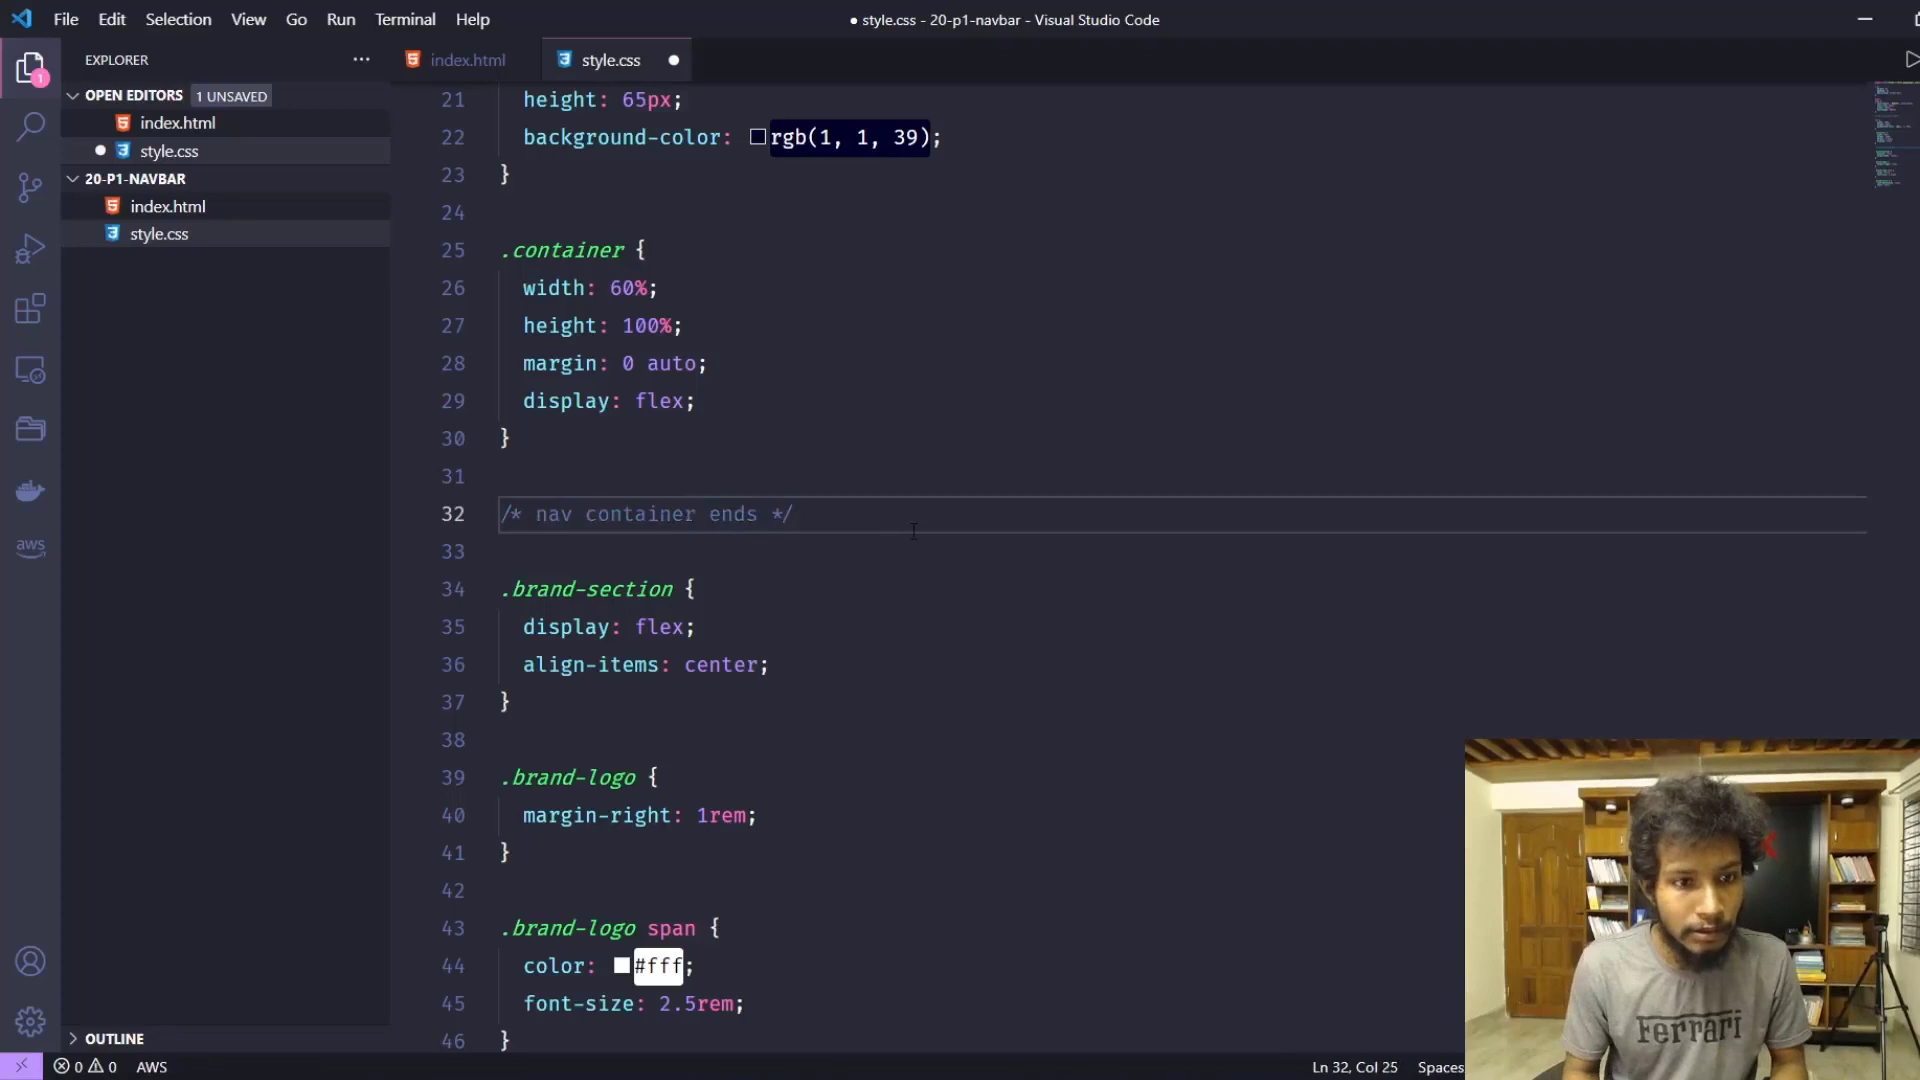 File Edit Selection View Go Run Terminal Help
● style.css - 20-p1-navbar - Visual Studio Code
EXPLORER
1
OPEN EDITORS 1 UNSAVED
index.html
style.css
20-P1-NAVBAR
index.html
style.css
aws
OUTLINE
index.html style.css
21 height: 65px;
22 background-color: rgb(1, 1, 39);
23 }
24
25 .container {
26 width: 60%;
27 height: 100%;
28 margin: 0 auto;
29 display: flex;
30 }
31
32 /* nav container ends */
33
34 .brand-section {
35 display: flex;
36 align-items: center;
37 }
38
39 .brand-logo {
40 margin-right: 1rem;
41 }
42
43 .brand-logo span {
44 color: #fff;
45 font-size: 2.5rem;
46 }
Ferrari
0 0 AWS
Ln 32, Col 25 Spaces